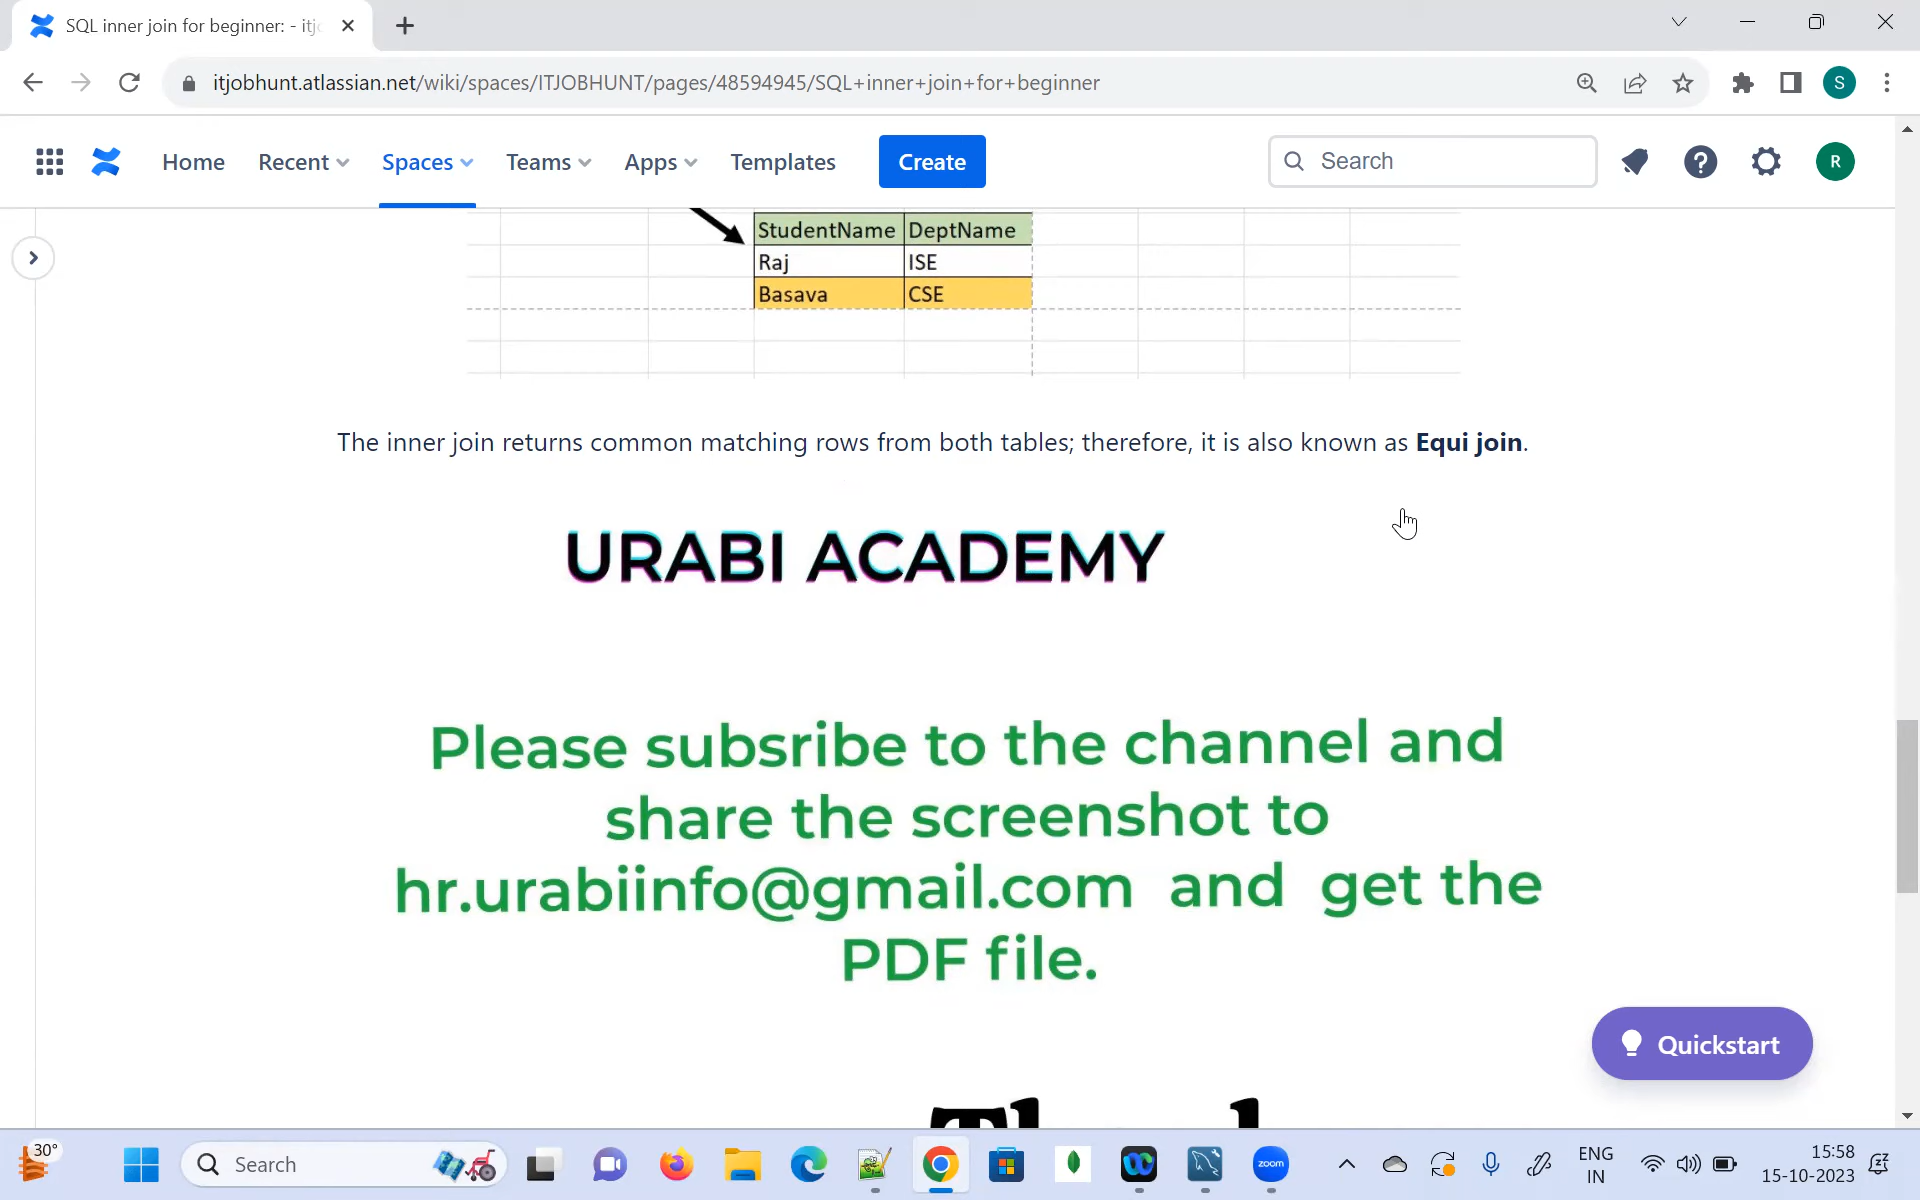 SQL inner join for beginner: - itjo
itjobhunt.atlassian.net/wiki/spaces/ITJOBHUNT/pages/48594945/SQL+inner+join+for+beginner
S
Home Recent Spaces Teams Apps Templates Create Search R
StudentName DeptName
Raj ISE
Basava CSE
The inner join returns common matching rows from both tables; therefore, it is also known as Equi join.
URABI ACADEMY
Please subsribe to the channel and
share the screenshot to
hr.urabiinfo@gmail.com and get the
PDF file.
Quickstart
30°
Search
zoom
ENG
IN
15:58
15-10-2023